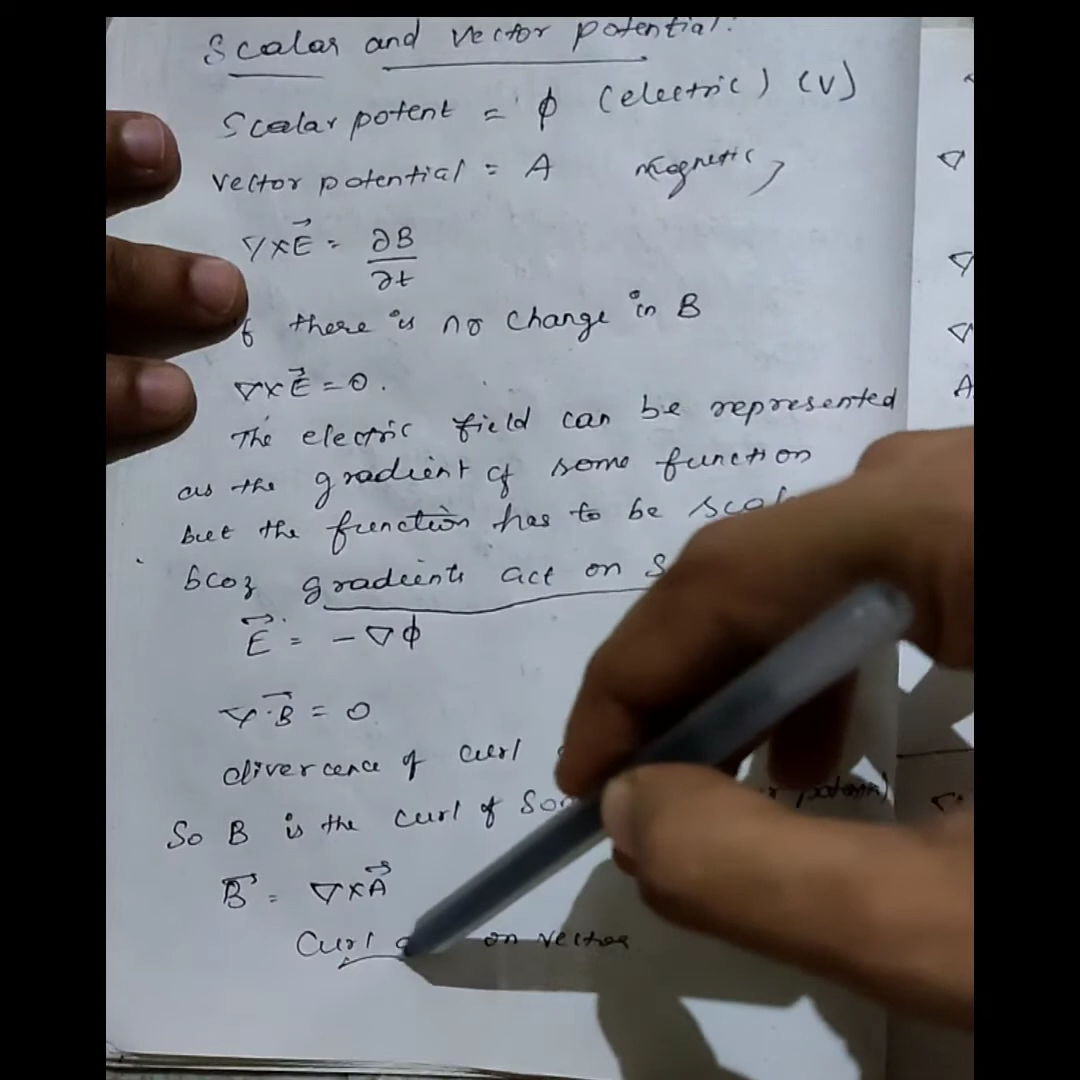 Scalar and vector potential.
Scalar potent = ϕ (electric) (V)
vector potential = A magnetic
∇×E⃗ = ∂B/∂t
there is no change in B
∇×E⃗ = 0.
The electric field can be represented
as the gradient of some function
but the function has to be
bcoz gradients act on
E⃗ = -∇ϕ
∇·B⃗ = 0
divercence of curl
So B is the curl of
B⃗ = ∇×A⃗
Curl on vector